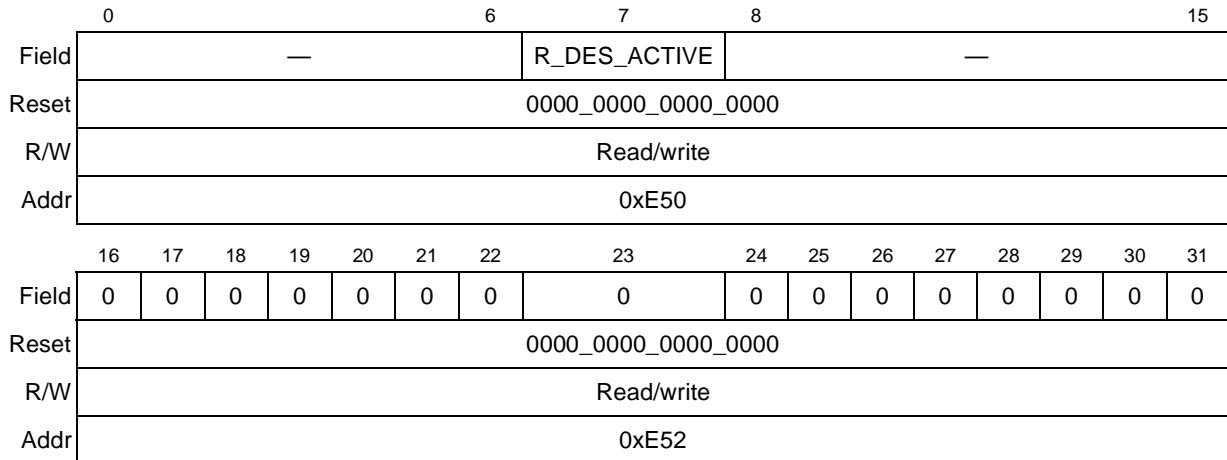 0 6 7 8 15
Field — R_DES_ACTIVE —
Reset 0000_0000_0000_0000
R/W Read/write
Addr 0xE50
16 17 18 19 20 21 22 23 24 25 26 27 28 29 30 31
Field 0 0 0 0 0 0 0 0 0 0 0 0 0 0 0 0
Reset 0000_0000_0000_0000
R/W Read/write
Addr 0xE52